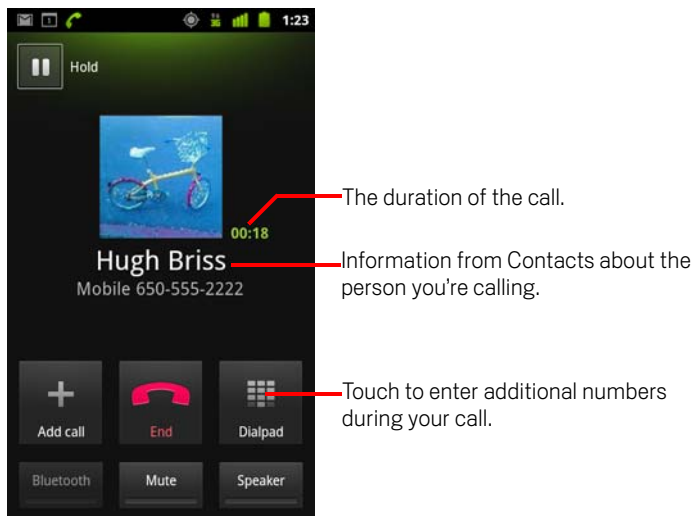 1:23
Hold
The duration of the call.
00:18
Hugh Briss
Information from Contacts about the
person you're calling.
Mobile 650-555-2222
Touch to enter additional numbers
during your call.
Add call
End
Dialpad
Bluetooth
Mute
Speaker